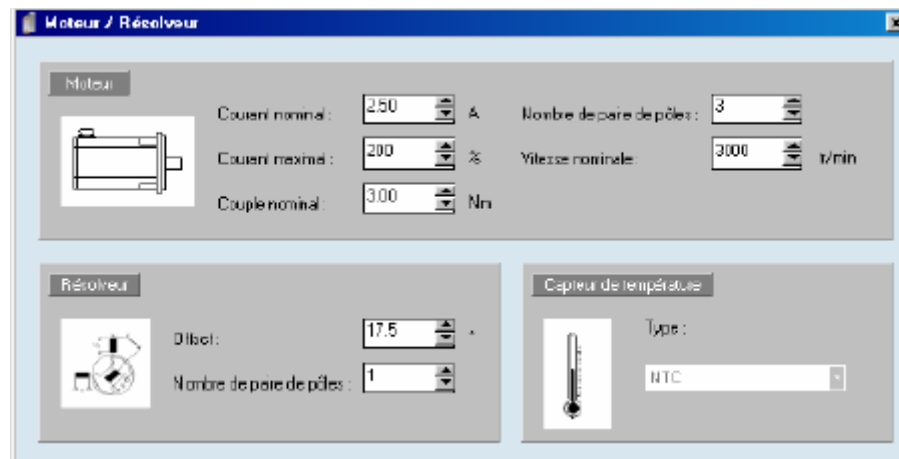 Moteur / Résolveur
Moteur
Courant nominal : 2.50 A Nombre de paire de pôles : 3
Courant maximal : 200 % Vitesse nominale : 3000 tr/min
Couple nominal : 3.00 Nm
Résolveur
Offset : 17.5 °
Nombre de paire de pôles : 1
Capteur de température
Type :
NTC